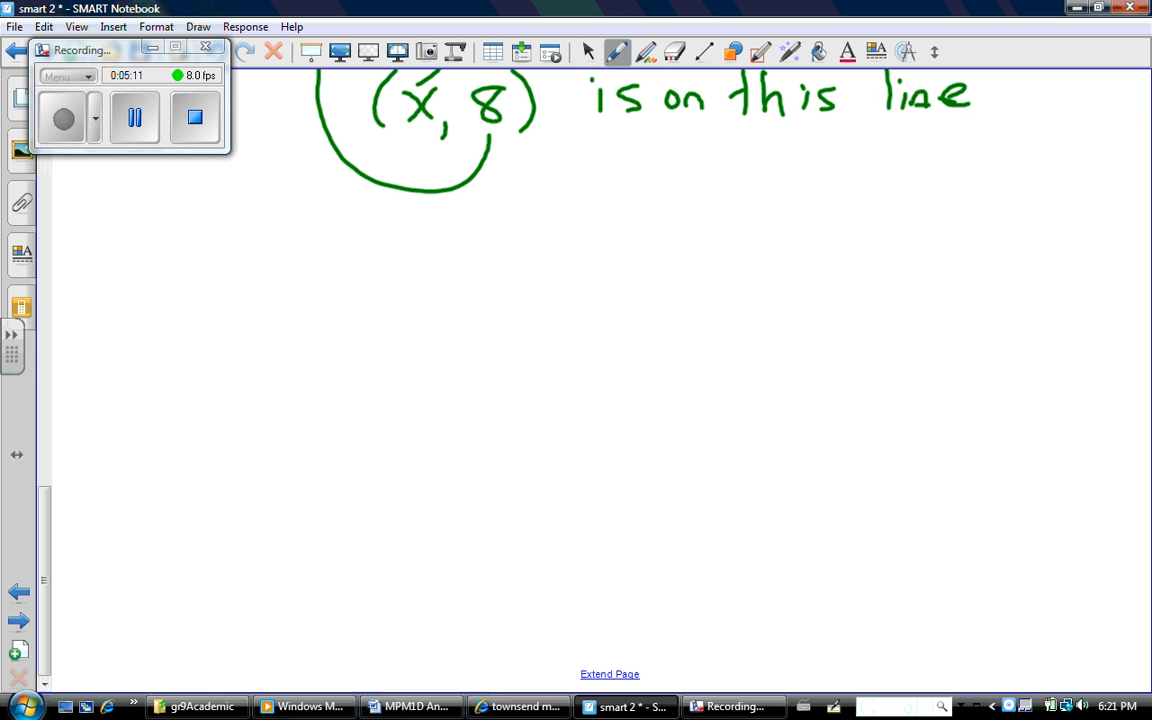 smart 2 * - SMART Notebook
File Edit View Insert Format Draw Response Help
Recording...
Menu 0:05:11 8.0 fps
(x, 8) is on this line
Extend Page
gr9Academic Windows M... MPM1D An... townsend m... smart 2 * - S... Recording... 6:21 PM